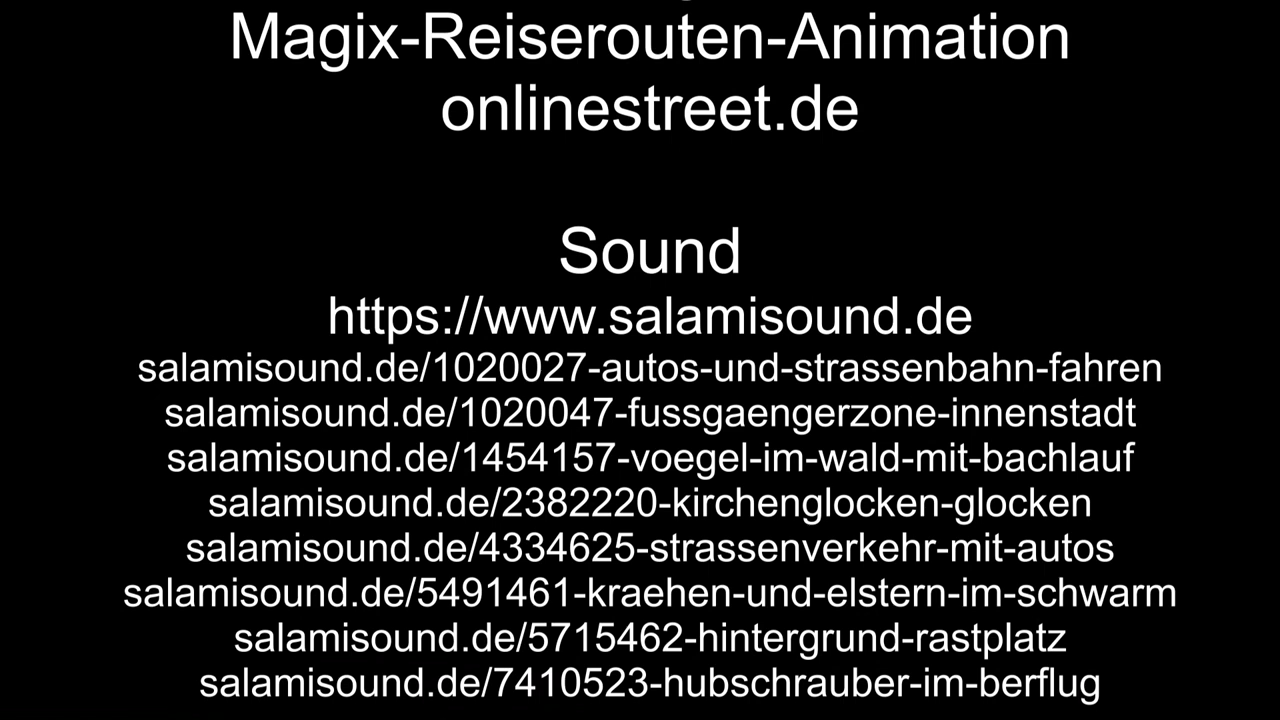 Magix-Reiserouten-Animation
onlinestreet.de
Sound
https://www.salamisound.de
salamisound.de/1020027-autos-und-strassenbahn-fahren
salamisound.de/1020047-fussgaengerzone-innenstadt
salamisound.de/1454157-voegel-im-wald-mit-bachlauf
salamisound.de/2382220-kirchenglocken-glocken
salamisound.de/4334625-strassenverkehr-mit-autos
salamisound.de/5491461-kraehen-und-elstern-im-schwarm
salamisound.de/5715462-hintergrund-rastplatz
salamisound.de/7410523-hubschrauber-im-berflug